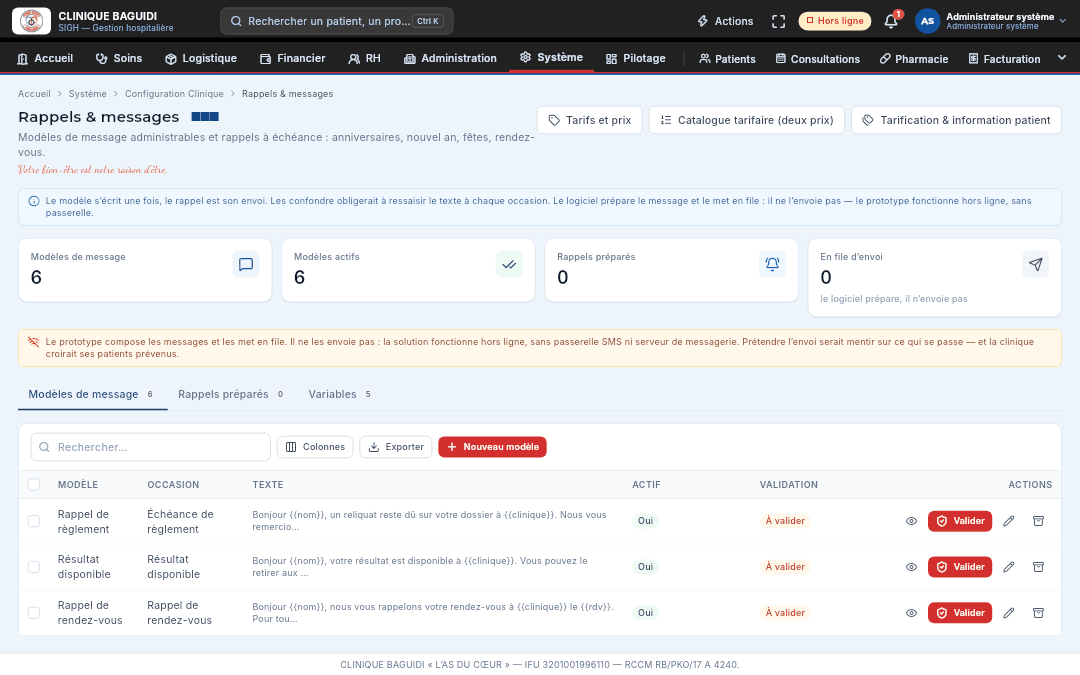 CLINIQUE BAGUIDI
SIGH — Gestion hospitalière
Rechercher un patient, un pro... Ctrl K
Actions
Hors ligne
1
AS
Administrateur système
Administrateur système
Accueil
Soins
Logistique
Financier
RH
Administration
Système
Pilotage
Patients
Consultations
Pharmacie
Facturation
Accueil > Système > Configuration Clinique > Rappels & messages
Rappels & messages
Modèles de message administrables et rappels à échéance : anniversaires, nouvel an, fêtes, rendez-
vous.
Votre bien-être est notre raison d'être.
Tarifs et prix
Catalogue tarifaire (deux prix)
Tarification & information patient
Le modèle s'écrit une fois, le rappel est son envoi. Les confondre obligerait à ressaisir le texte à chaque occasion. Le logiciel prépare le message et le met en file : il ne l'envoie pas — le prototype fonctionne hors ligne, sans
passerelle.
Modèles de message
6
Modèles actifs
6
Rappels préparés
0
En file d'envoi
0
le logiciel prépare, il n'envoie pas
Le prototype compose les messages et les met en file. Il ne les envoie pas : la solution fonctionne hors ligne, sans passerelle SMS ni serveur de messagerie. Prétendre l'envoi serait mentir sur ce qui se passe — et la clinique
croirait ses patients prévenus.
Modèles de message 6
Rappels préparés 0
Variables 5
Rechercher...
Colonnes
Exporter
Nouveau modèle
MODÈLE OCCASION TEXTE ACTIF VALIDATION ACTIONS
Rappel de
règlement
Échéance de
règlement
Bonjour {{nom}}, un reliquat reste dû sur votre dossier à {{clinique}}. Nous vous
remercio...
Oui
À valider
Valider
Résultat
disponible
Résultat
disponible
Bonjour {{nom}}, votre résultat est disponible à {{clinique}}. Vous pouvez le
retirer aux ...
Oui
À valider
Valider
Rappel de
rendez-vous
Rappel de
rendez-vous
Bonjour {{nom}}, nous vous rappelons votre rendez-vous à {{clinique}} le {{rdv}}.
Pour tou...
Oui
À valider
Valider
CLINIQUE BAGUIDI « L'AS DU CŒUR » — IFU 3201001996110 — RCCM RB/PKO/17 A 4240.